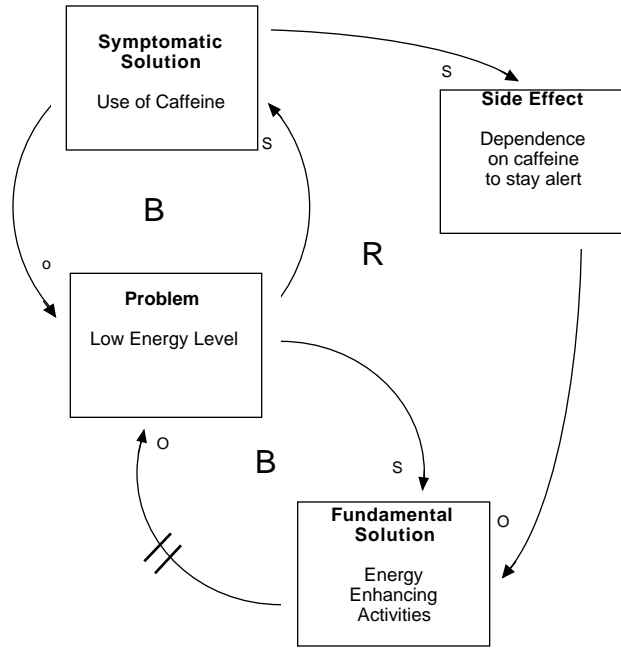 Symptomatic
Solution
Use of Caffeine
S
Side Effect
Dependence
on caffeine
to stay alert
S
B
R
o
Problem
Low Energy Level
O
B
S
Fundamental
Solution
O
Energy
Enhancing
Activities